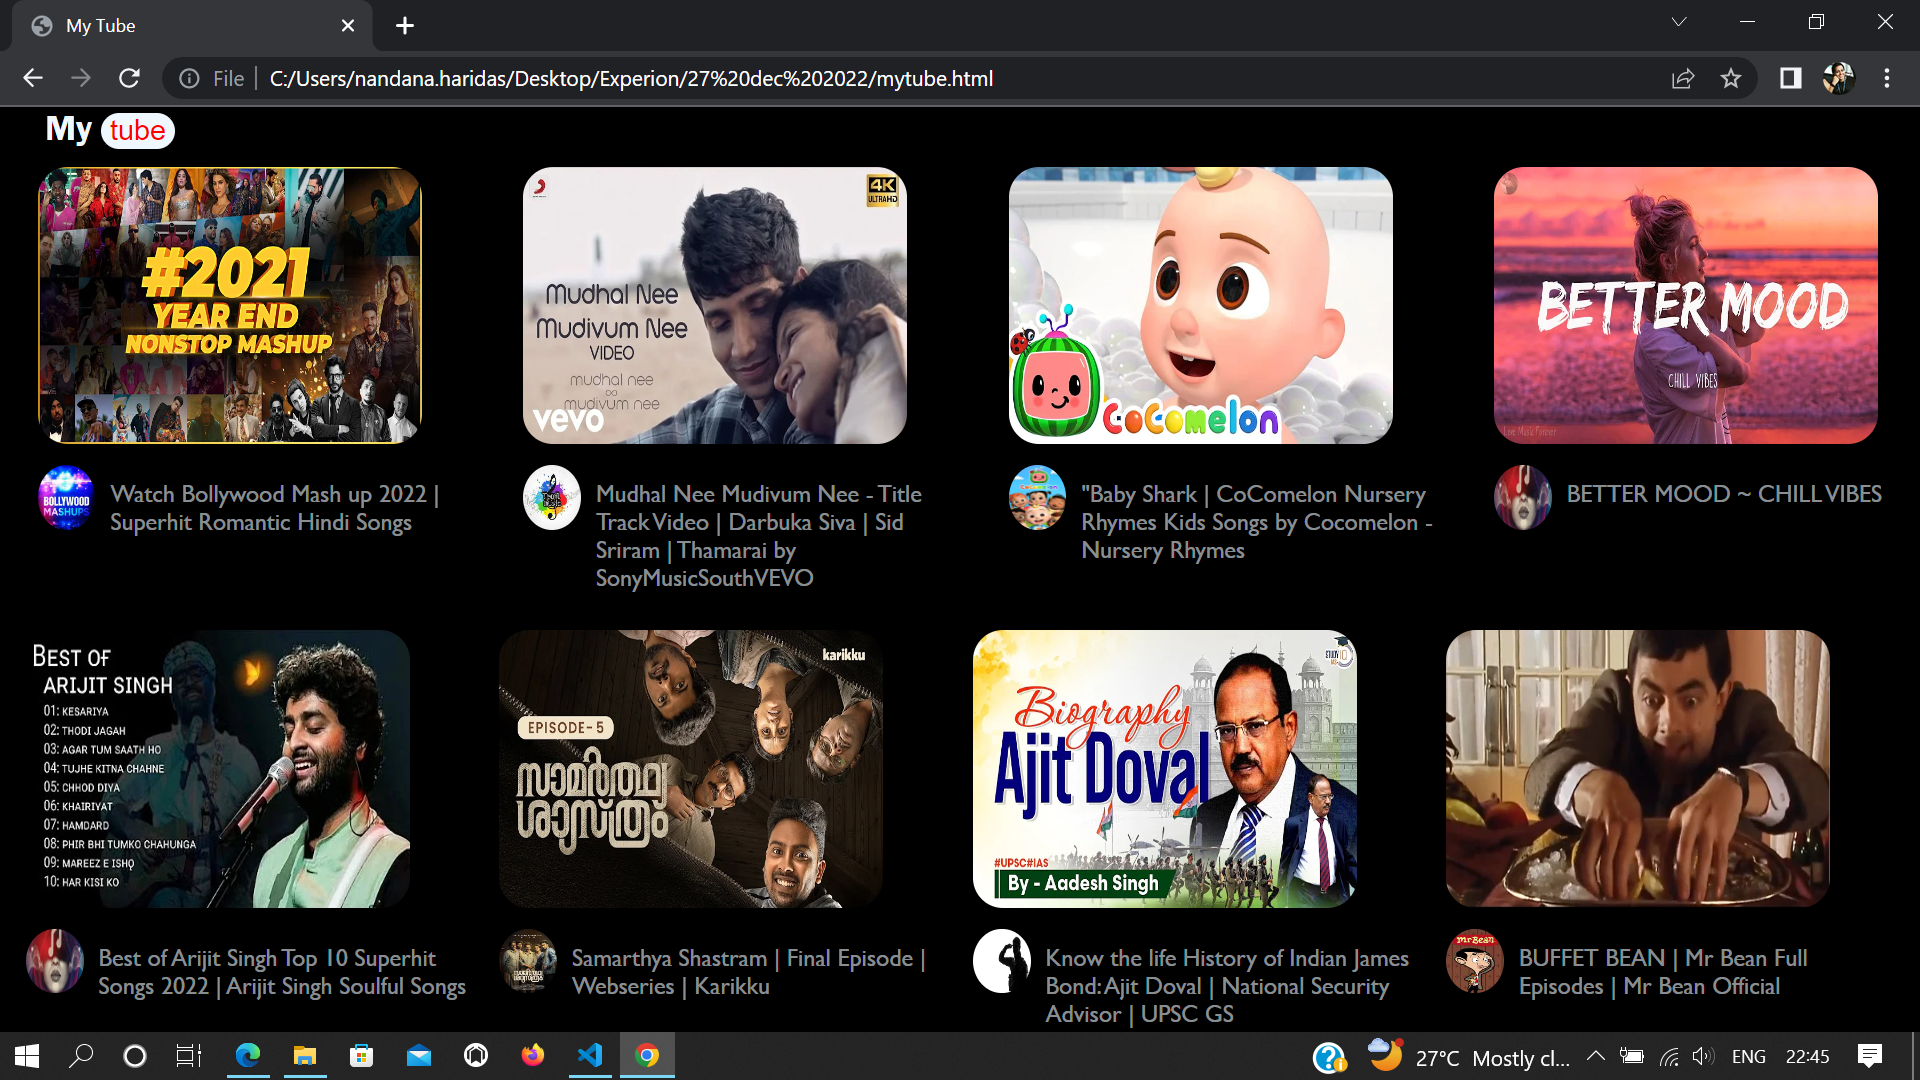 My Tube
File
C:/Users/nandana.haridas/Desktop/Experion/27%20dec%202022/mytube.html
My tube
#2021
YEAR END
NONSTOP MASHUP
4K
ULTRA HD
Mudhal Nee
Mudivum Nee
VIDEO
mudhal nee
mudivum nee
vevo
CoComelon
BETTER MOOD
CHILL VIBES
Love Music Forever
BOLLYWOOD
MASHUPS
Watch Bollywood Mash up 2022 |
Superhit Romantic Hindi Songs
Mudhal Nee Mudivum Nee - Title
Track Video | Darbuka Siva | Sid
Sriram | Thamarai by
SonyMusicSouthVEVO
"Baby Shark | CoComelon Nursery
Rhymes Kids Songs by Cocomelon -
Nursery Rhymes
BETTER MOOD ~ CHILL VIBES
BEST OF
ARIJIT SINGH
01: KESARIYA
02: THODI JAGAH
03: AGAR TUM SAATH HO
04: TUJHE KITNA CHAHNE
05: CHHOD DIYA
06: KHAIRIYAT
07: HAMDARD
08: PHIR BHI TUMKO CHAHUNGA
09: MAREEZ E ISHQ
10: HAR KISI KO
karikku
EPISODE-5
സാമർത്ഥ്യ
ശാസ്ത്രം
STUDY IQ
IAS
Biography
Ajit Doval
#UPSC#IAS
By - Aadesh Singh
Best of Arijit Singh Top 10 Superhit
Songs 2022 | Arijit Singh Soulful Songs
Samarthya Shastram | Final Episode |
Webseries | Karikku
Know the life History of Indian James
Bond: Ajit Doval | National Security
Advisor | UPSC GS
Mr Bean
BUFFET BEAN | Mr Bean Full
Episodes | Mr Bean Official
27°C Mostly cl...
ENG
22:45